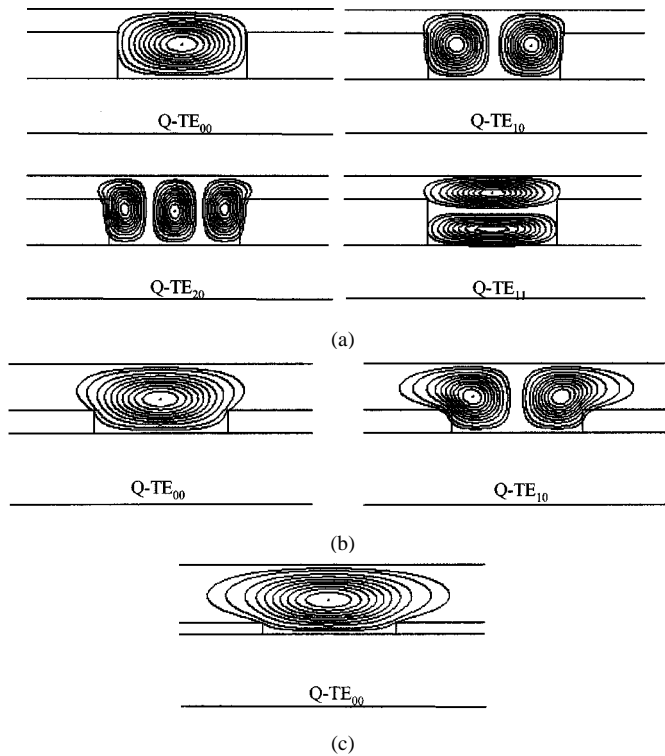 Q-TE₀₀
Q-TE₁₀
Q-TE₂₀
Q-TE₁₁
(a)
Q-TE₀₀
Q-TE₁₀
(b)
Q-TE₀₀
(c)